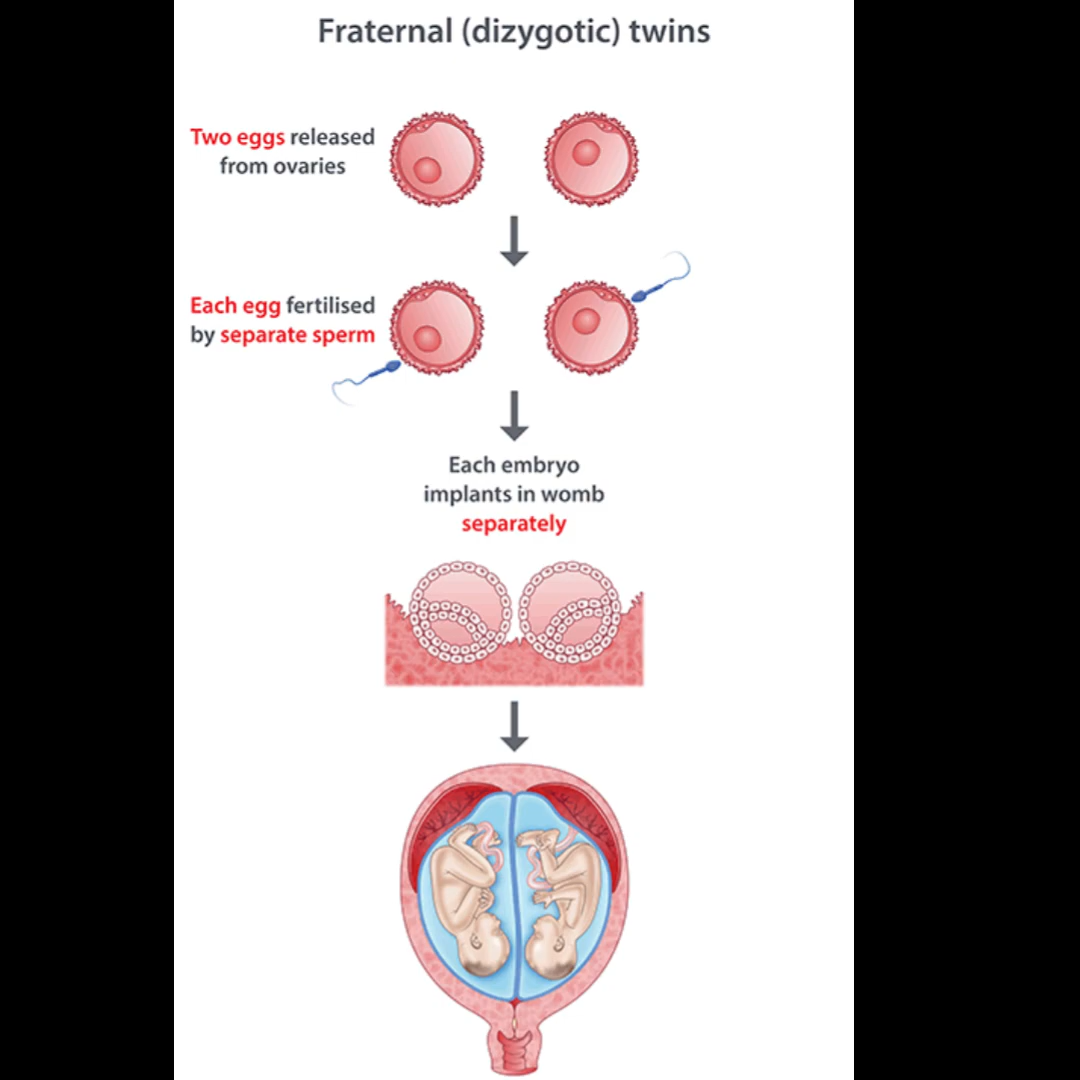 Fraternal (dizygotic) twins
Two eggs released
from ovaries
Each egg fertilised
by separate sperm
Each embryo
implants in womb
separately